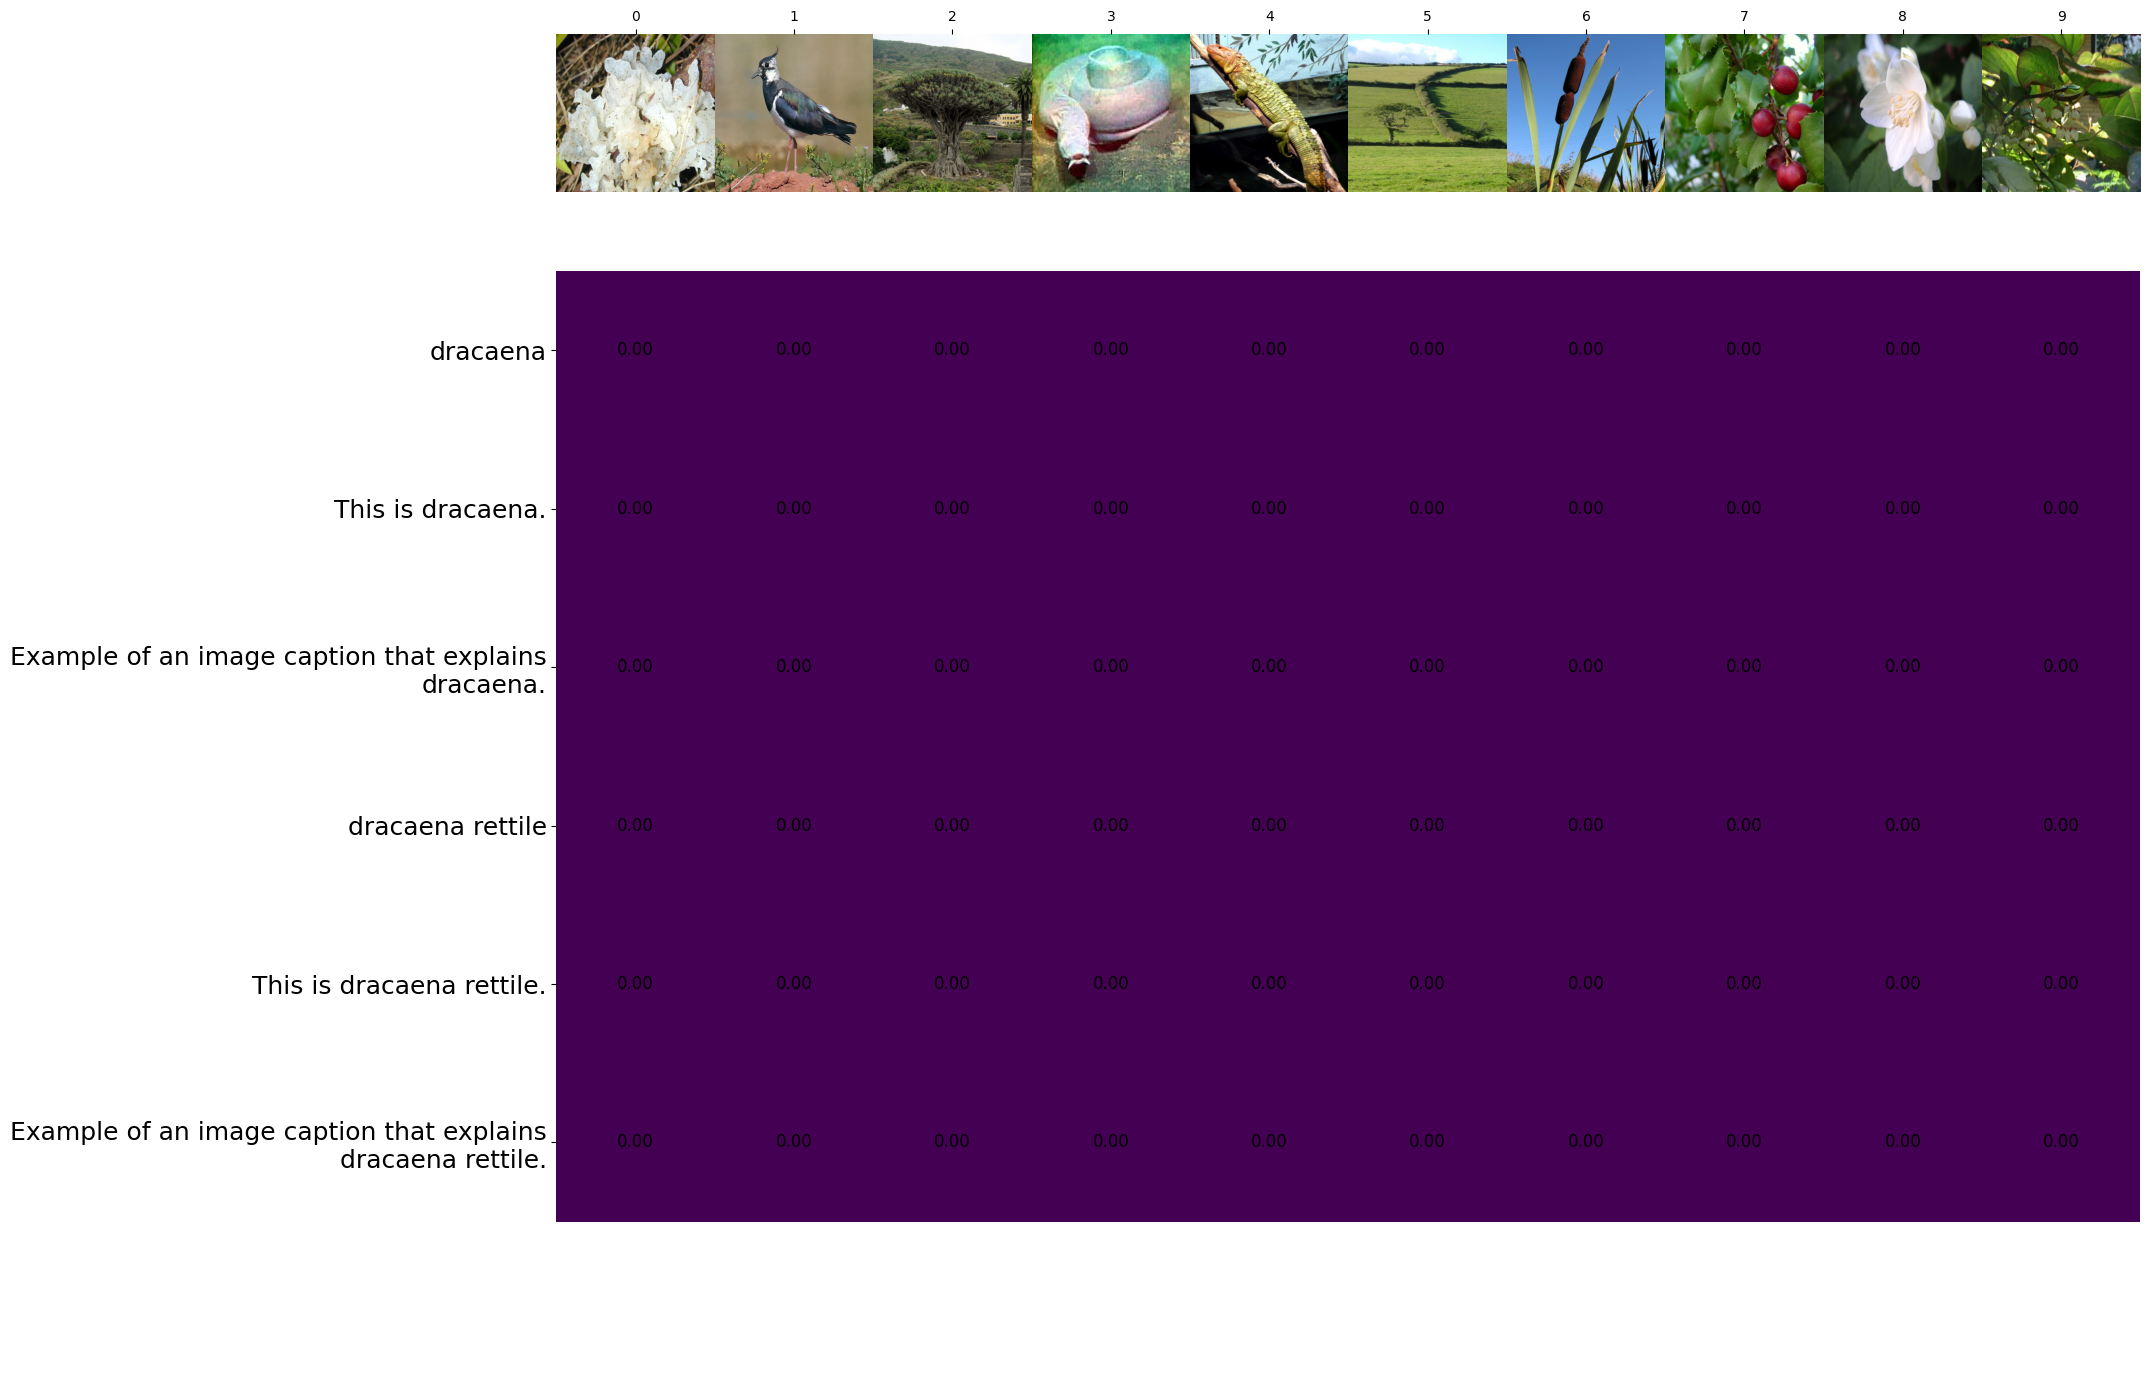 0 1 2 3 4 5 6 7 8 9
dracaena 0.00 0.00 0.00 0.00 0.00 0.00 0.00 0.00 0.00 0.00
This is dracaena. 0.00 0.00 0.00 0.00 0.00 0.00 0.00 0.00 0.00 0.00
Example of an image caption that explains
dracaena. 0.00 0.00 0.00 0.00 0.00 0.00 0.00 0.00 0.00 0.00
dracaena rettile 0.00 0.00 0.00 0.00 0.00 0.00 0.00 0.00 0.00 0.00
This is dracaena rettile. 0.00 0.00 0.00 0.00 0.00 0.00 0.00 0.00 0.00 0.00
Example of an image caption that explains
dracaena rettile. 0.00 0.00 0.00 0.00 0.00 0.00 0.00 0.00 0.00 0.00